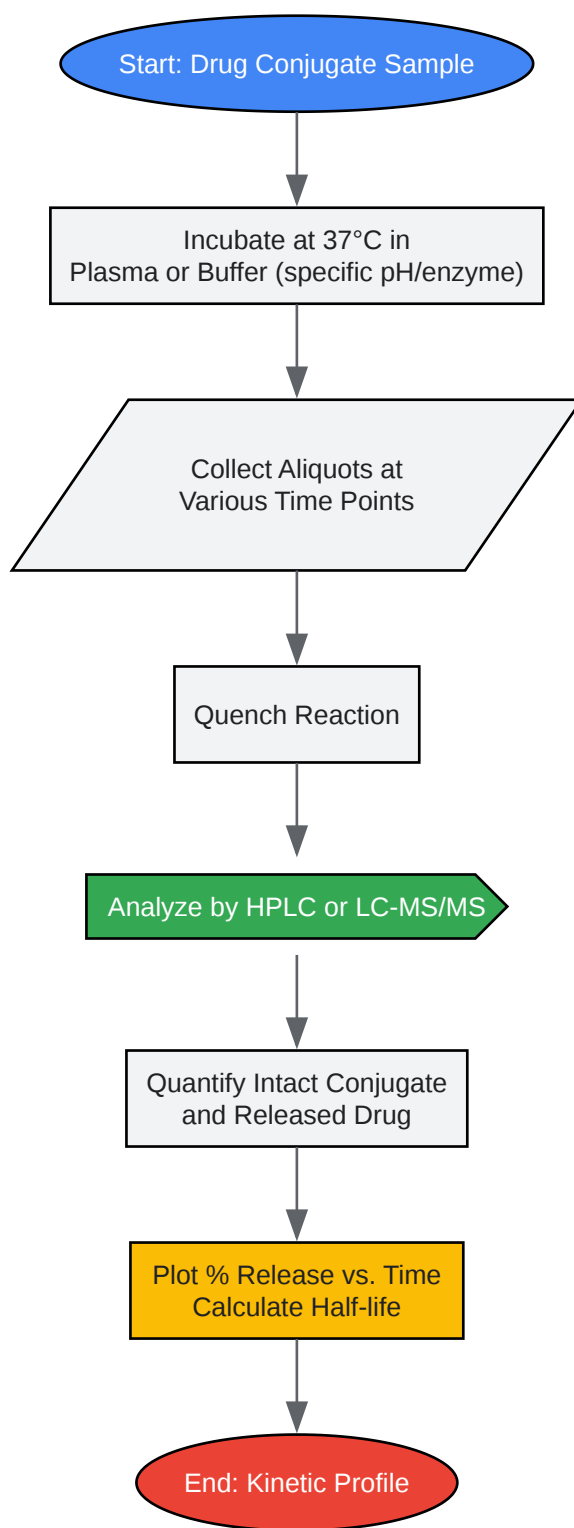 Start: Drug Conjugate Sample
Incubate at 37°C in
Plasma or Buffer (specific pH/enzyme)
Collect Aliquots at
Various Time Points
Quench Reaction
Analyze by HPLC or LC-MS/MS
Quantify Intact Conjugate
and Released Drug
Plot % Release vs. Time
Calculate Half-life
End: Kinetic Profile